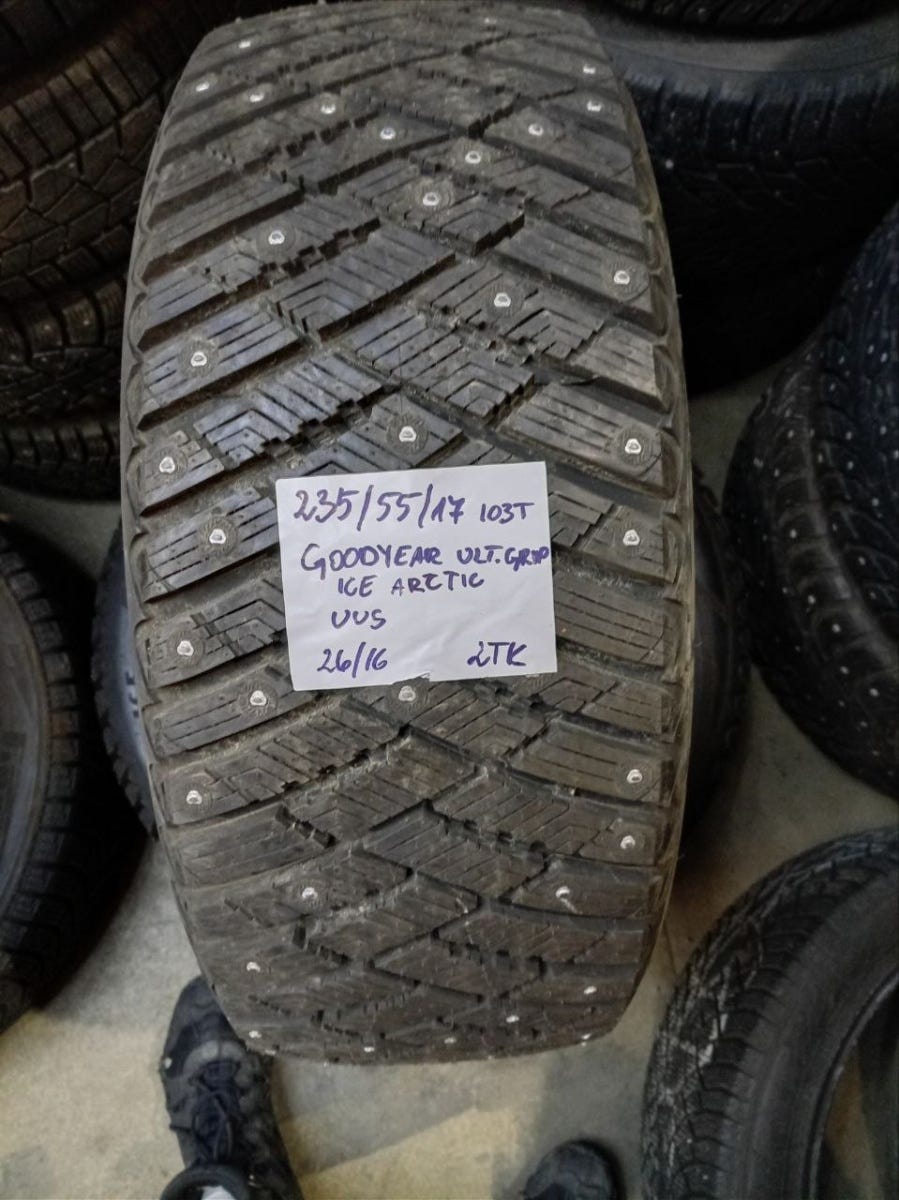 235/55/17 103T
GOODYEAR ULT.GRIP
ICE ARCTIC
UUS
26/16 2TK